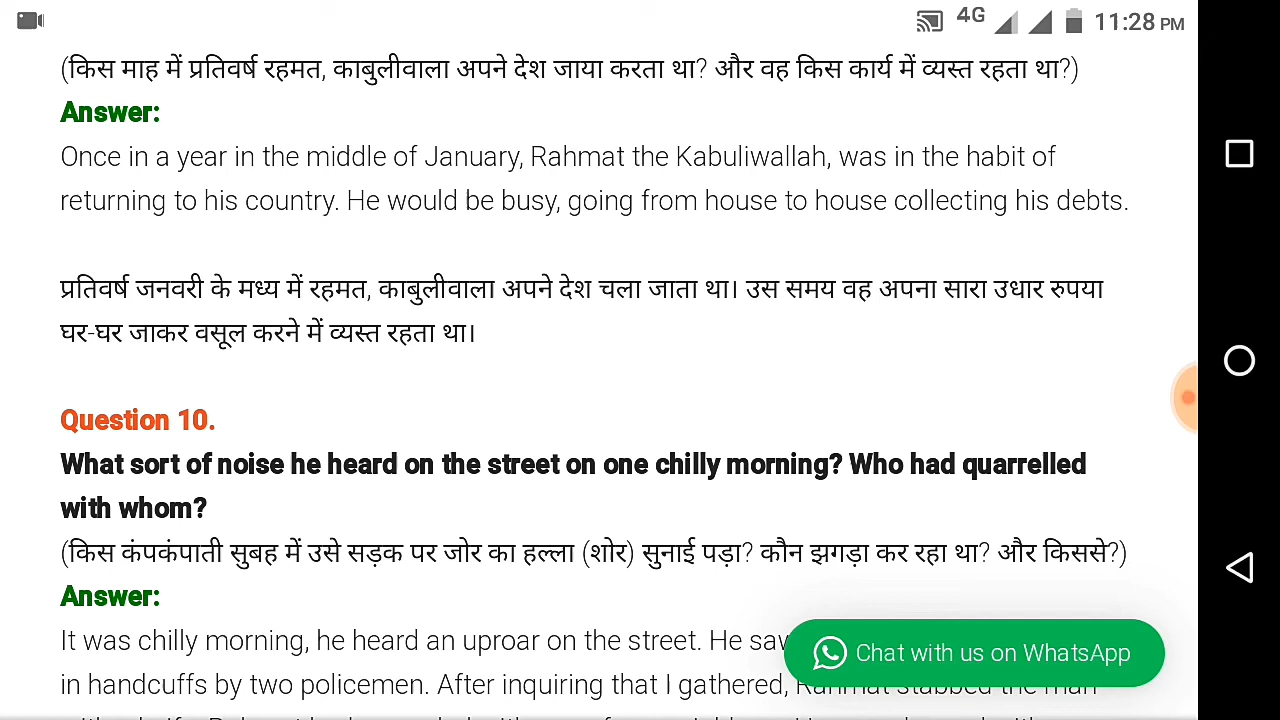 4G 11:28 PM
(किस माह में प्रतिवर्ष रहमत, काबुलीवाला अपने देश जाया करता था? और वह किस कार्य में व्यस्त रहता था?)
Answer:
Once in a year in the middle of January, Rahmat the Kabuliwallah, was in the habit of
returning to his country. He would be busy, going from house to house collecting his debts.
प्रतिवर्ष जनवरी के मध्य में रहमत, काबुलीवाला अपने देश चला जाता था। उस समय वह अपना सारा उधार रुपया
घर-घर जाकर वसूल करने में व्यस्त रहता था।
Question 10.
What sort of noise he heard on the street on one chilly morning? Who had quarrelled
with whom?
(किस कंपकंपाती सुबह में उसे सड़क पर जोर का हल्ला (शोर) सुनाई पड़ा? कौन झगड़ा कर रहा था? और किससे?)
Answer:
It was chilly morning, he heard an uproar on the street. He saw
Chat with us on WhatsApp
in handcuffs by two policemen. After inquiring that I gathered, Rahmat stabbed the man